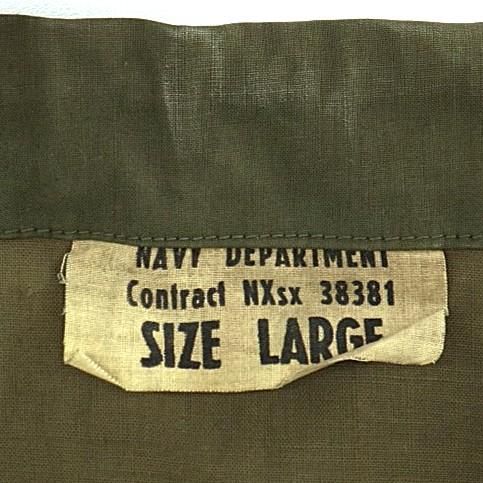 NAVY DEPARTMENT
Contract NXsx 38381
SIZE LARGE